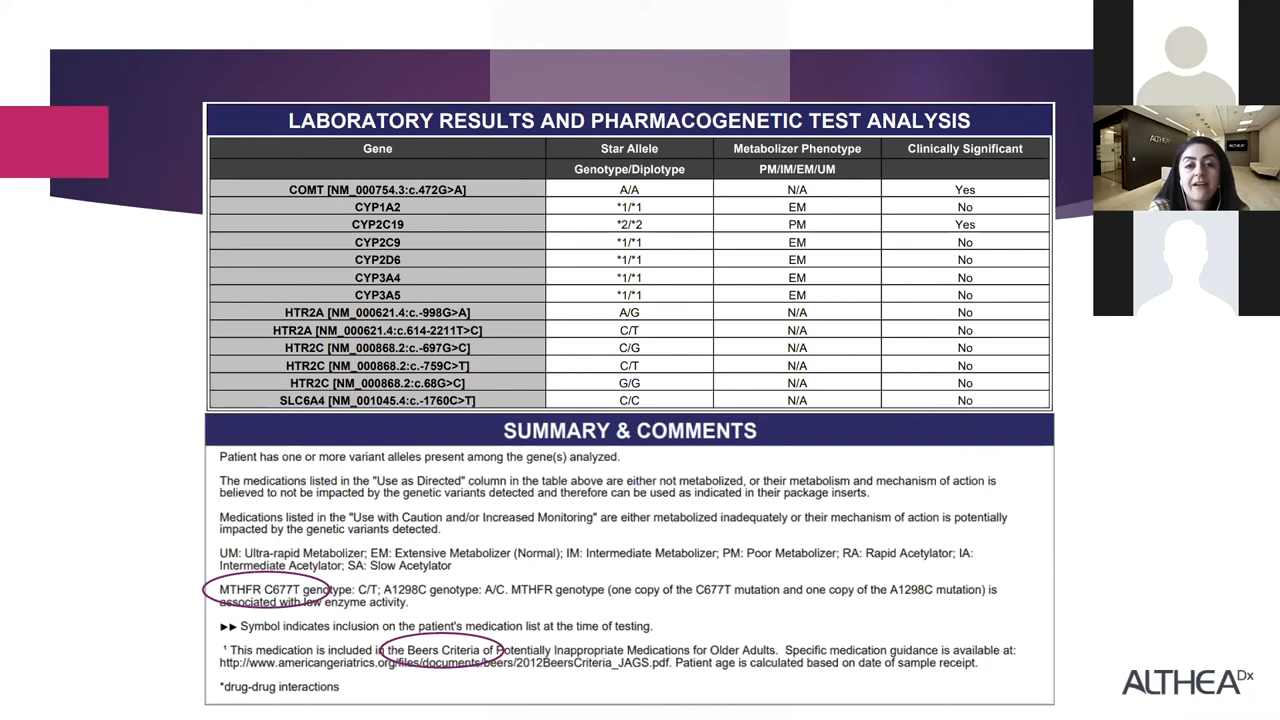 LABORATORY RESULTS AND PHARMACOGENETIC TEST ANALYSIS
Gene Star Allele Metabolizer Phenotype Clinically Significant
Genotype/Diplotype PM/IM/EM/UM
COMT [NM_000754.3:c.472G>A] A/A N/A Yes
CYP1A2 *1/*1 EM No
CYP2C19 *2/*2 PM Yes
CYP2C9 *1/*1 EM No
CYP2D6 *1/*1 EM No
CYP3A4 *1/*1 EM No
CYP3A5 *1/*1 EM No
HTR2A [NM_000621.4:c.-998G>A] A/G N/A No
HTR2A [NM_000621.4:c.614-2211T>C] C/T N/A No
HTR2C [NM_000868.2:c.-697G>C] C/G N/A No
HTR2C [NM_000868.2:c.-759C>T] C/T N/A No
HTR2C [NM_000868.2:c.68G>C] G/G N/A No
SLC6A4 [NM_001045.4:c.-1760C>T] C/C N/A No
SUMMARY & COMMENTS
Patient has one or more variant alleles present among the gene(s) analyzed.
The medications listed in the "Use as Directed" column in the table above are either not metabolized, or their metabolism and mechanism of action is
believed to not be impacted by the genetic variants detected and therefore can be used as indicated in their package inserts.
Medications listed in the "Use with Caution and/or Increased Monitoring" are either metabolized inadequately or their mechanism of action is potentially
impacted by the genetic variants detected.
UM: Ultra-rapid Metabolizer; EM: Extensive Metabolizer (Normal); IM: Intermediate Metabolizer; PM: Poor Metabolizer; RA: Rapid Acetylator; IA:
Intermediate Acetylator; SA: Slow Acetylator
MTHFR C677T genotype: C/T; A1298C genotype: A/C. MTHFR genotype (one copy of the C677T mutation and one copy of the A1298C mutation) is
associated with low enzyme activity.
▶▶ Symbol indicates inclusion on the patient's medication list at the time of testing.
¹ This medication is included in the Beers Criteria of Potentially Inappropriate Medications for Older Adults. Specific medication guidance is available at:
http://www.americangeriatrics.org/files/documents/beers/2012BeersCriteria_JAGS.pdf. Patient age is calculated based on date of sample receipt.
*drug-drug interactions
ALTHEA Dx
ALTHEA
ALTHEA